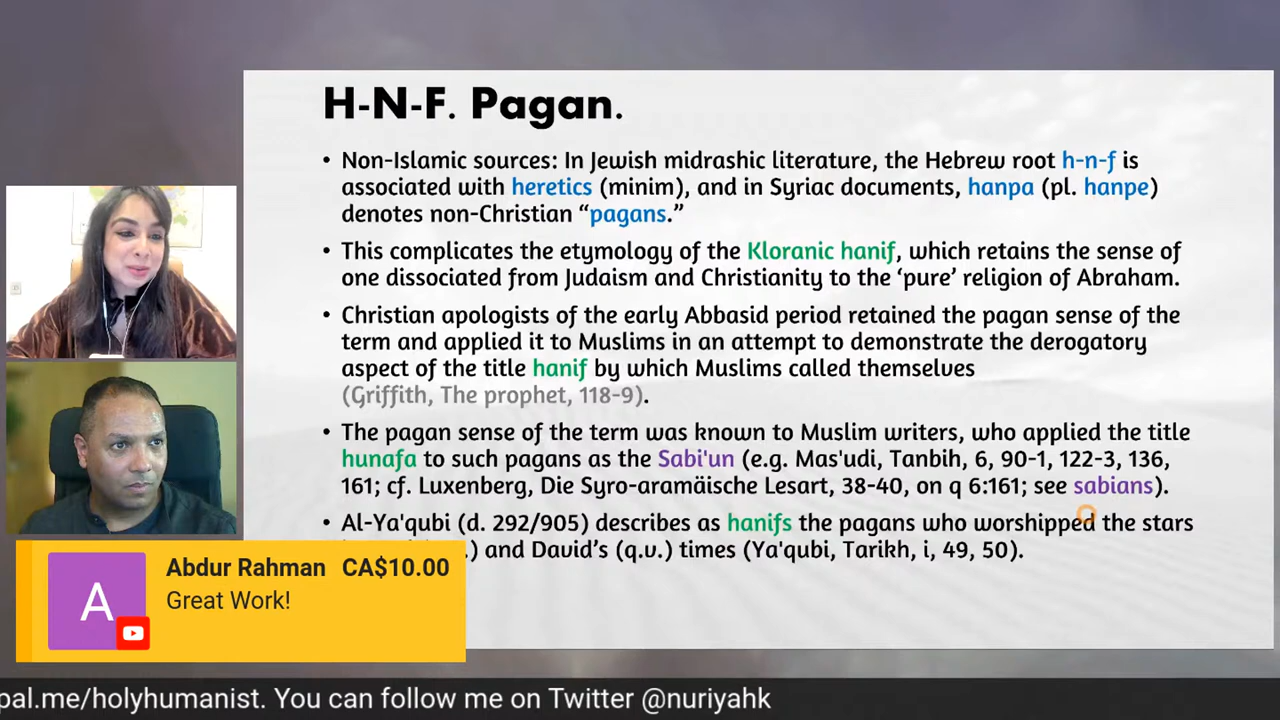 H-N-F. Pagan.
• Non-Islamic sources: In Jewish midrashic literature, the Hebrew root h-n-f is
associated with heretics (minim), and in Syriac documents, hanpa (pl. hanpe)
denotes non-Christian “pagans.”
• This complicates the etymology of the Kloranic hanif, which retains the sense of
one dissociated from Judaism and Christianity to the ‘pure’ religion of Abraham.
• Christian apologists of the early Abbasid period retained the pagan sense of the
term and applied it to Muslims in an attempt to demonstrate the derogatory
aspect of the title hanif by which Muslims called themselves
(Griffith, The prophet, 118-9).
• The pagan sense of the term was known to Muslim writers, who applied the title
hunafa to such pagans as the Sabi'un (e.g. Mas'udi, Tanbih, 6, 90-1, 122-3, 136,
161; cf. Luxenberg, Die Syro-aramäische Lesart, 38-40, on q 6:161; see sabians).
• Al-Ya'qubi (d. 292/905) describes as hanifs the pagans who worshipped the stars
) and David’s (q.v.) times (Ya'qubi, Tarikh, i, 49, 50).
A
Abdur Rahman CA$10.00
Great Work!
pal.me/holyhumanist. You can follow me on Twitter @nuriyahk